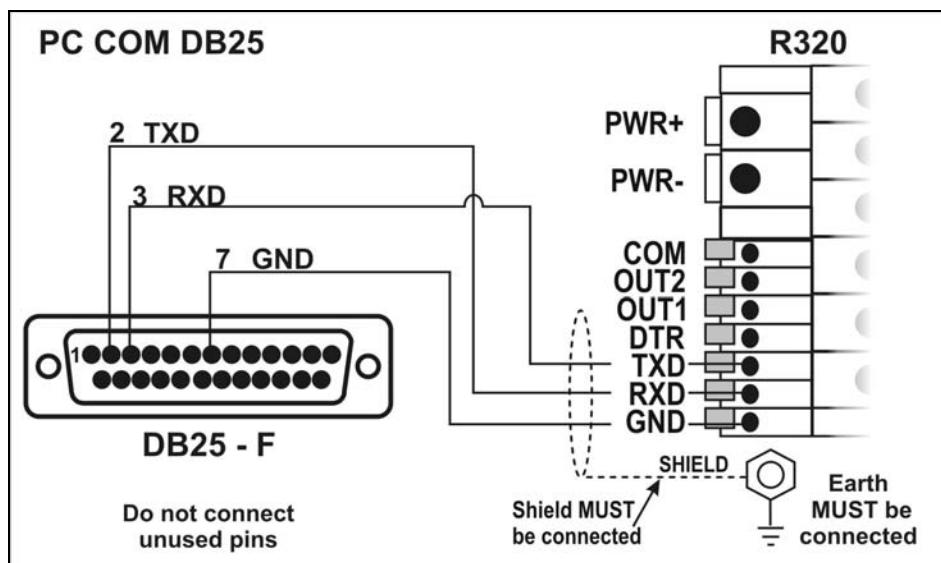 PC COM DB25
R320
2 TXD
3 RXD
7 GND
1
DB25 - F
Do not connect
unused pins
PWR+
PWR-
COM
OUT2
OUT1
DTR
TXD
RXD
GND
SHIELD
Shield MUST
be connected
Earth
MUST be
connected